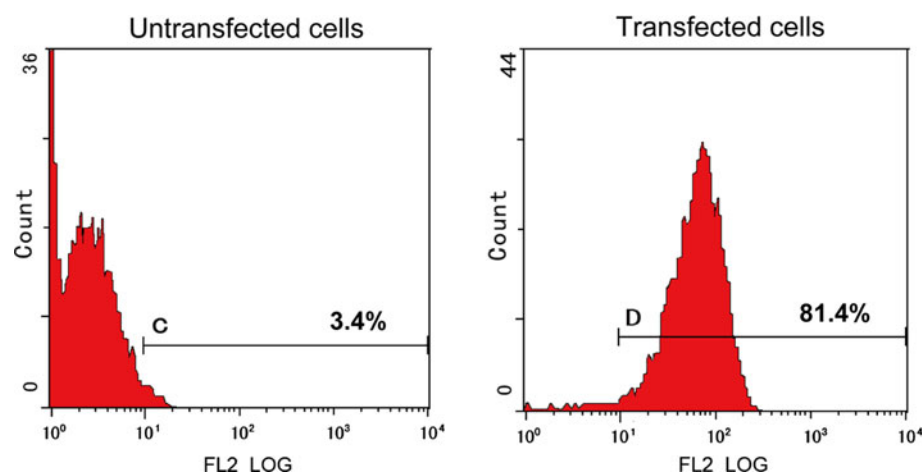 Untransfected cells
36
Count
0
C
3.4%
10⁰ 10¹ 10² 10³ 10⁴
FL2 LOG
Transfected cells
44
Count
0
D
81.4%
10⁰ 10¹ 10² 10³ 10⁴
FL2 LOG